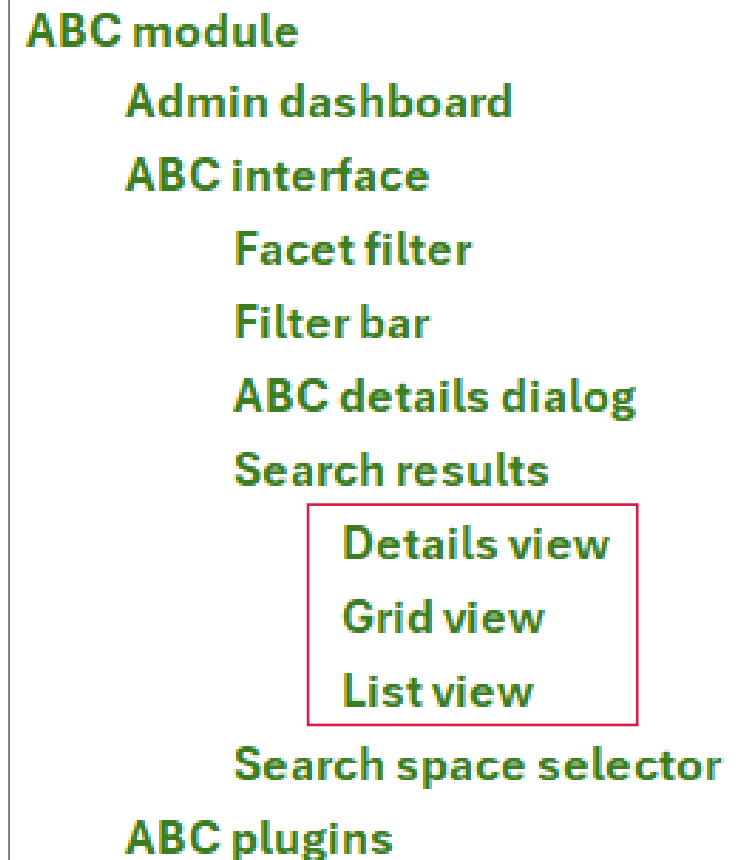 ABC module
Admin dashboard
ABC interface
Facet filter
Filter bar
ABC details dialog
Search results
Details view
Grid view
List view
Search space selector
ABC plugins